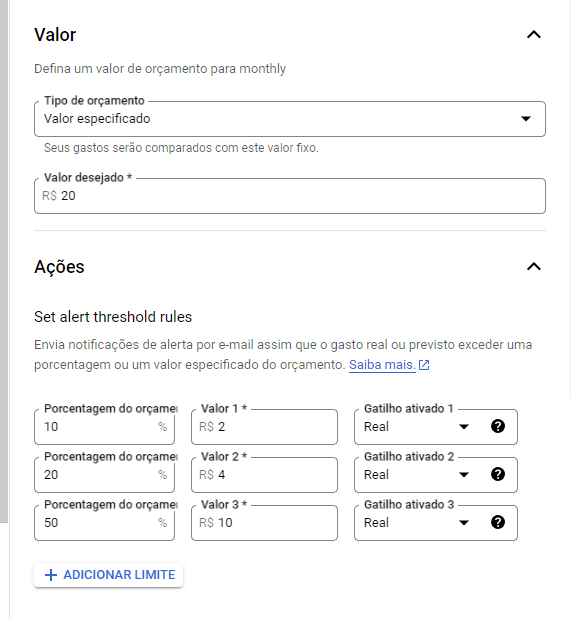 Valor
Defina um valor de orçamento para monthly
Tipo de orçamento
Valor especificado
Seus gastos serão comparados com este valor fixo.
Valor desejado *
R$ 20
Ações
Set alert threshold rules
Envia notificações de alerta por e-mail assim que o gasto real ou previsto exceder uma
porcentagem ou um valor especificado do orçamento. Saiba mais.
Porcentagem do orçame Valor 1 * Gatilho ativado 1
10 % R$ 2 Real
Porcentagem do orçame Valor 2 * Gatilho ativado 2
20 % R$ 4 Real
Porcentagem do orçame Valor 3 * Gatilho ativado 3
50 % R$ 10 Real
+ ADICIONAR LIMITE